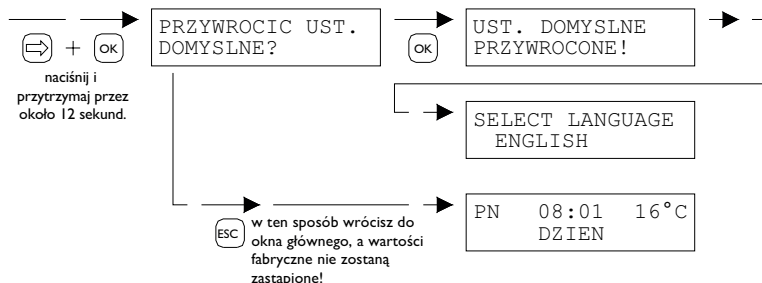 PRZYWROCIC UST.
DOMYSLNE?
OK
naciśnij i
przytrzymaj przez
około 12 sekund.
OK
UST. DOMYSLNE
PRZYWROCONE!
SELECT LANGUAGE
ENGLISH
ESC
w ten sposób wrócisz do
okna głównego, a wartości
fabryczne nie zostaną
zastąpione!
PN 08:01 16°C
DZIEN